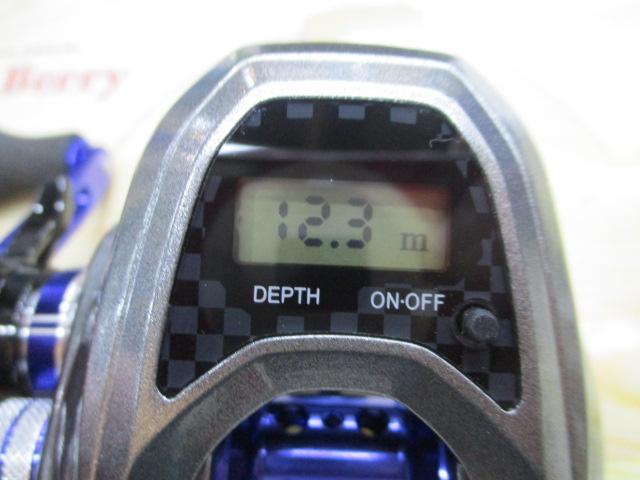 Berry
12.3 m
DEPTH ON·OFF